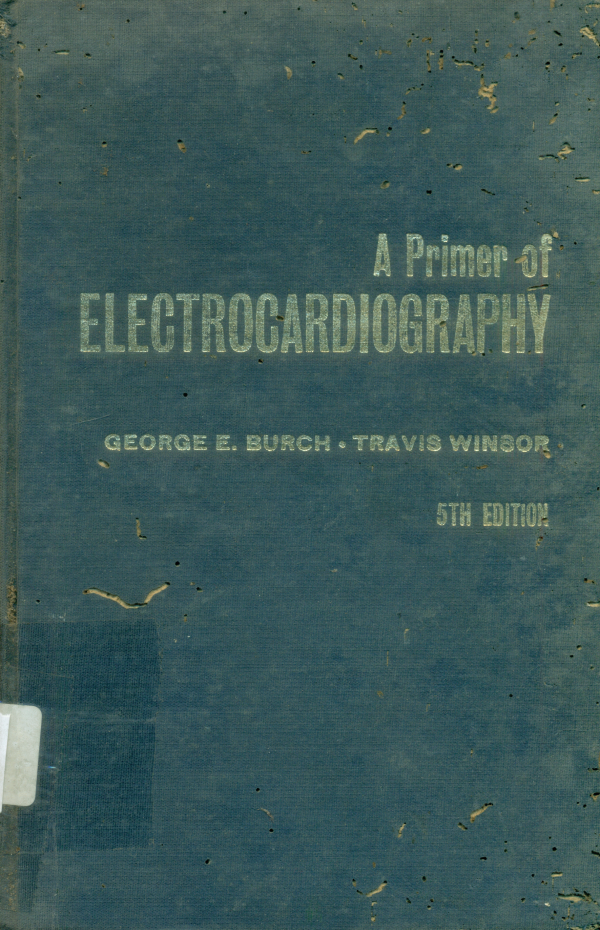 A Primer of
ELECTROCARDIOGRAPHY
GEORGE E. BURCH • TRAVIS WINSOR
5TH EDITION